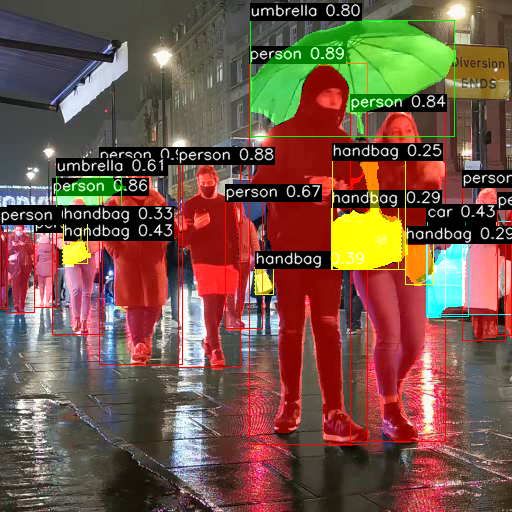 umbrella 0.80
person 0.89
Diversion
ENDS
person 0.84
person 0.88
handbag 0.25
umbrella 0.61
person 0.86
person 0.67
handbag 0.29
person
person
handbag 0.33
car 0.43
handbag 0.43
handbag 0.29
handbag 0.39